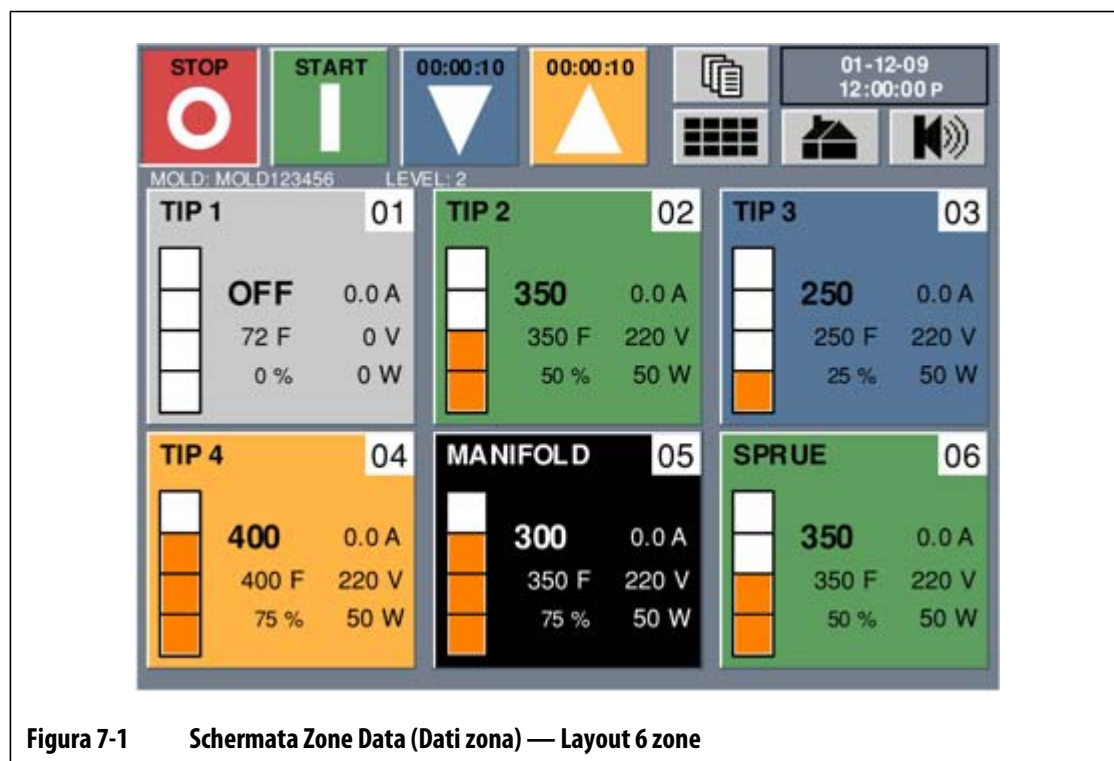 STOP START 00:00:10 00:00:10 01-12-09
12:00:00 P
MOLD: MOLD123456 LEVEL: 2
TIP 1 01
OFF 0.0 A
72 F 0 V
0 % 0 W
TIP 2 02
350 0.0 A
350 F 220 V
50 % 50 W
TIP 3 03
250 0.0 A
250 F 220 V
25 % 50 W
TIP 4 04
400 0.0 A
400 F 220 V
75 % 50 W
MANIFOLD 05
300 0.0 A
350 F 220 V
75 % 50 W
SPRUE 06
350 0.0 A
350 F 220 V
50 % 50 W
Figura 7-1 Schermata Zone Data (Dati zona) — Layout 6 zone